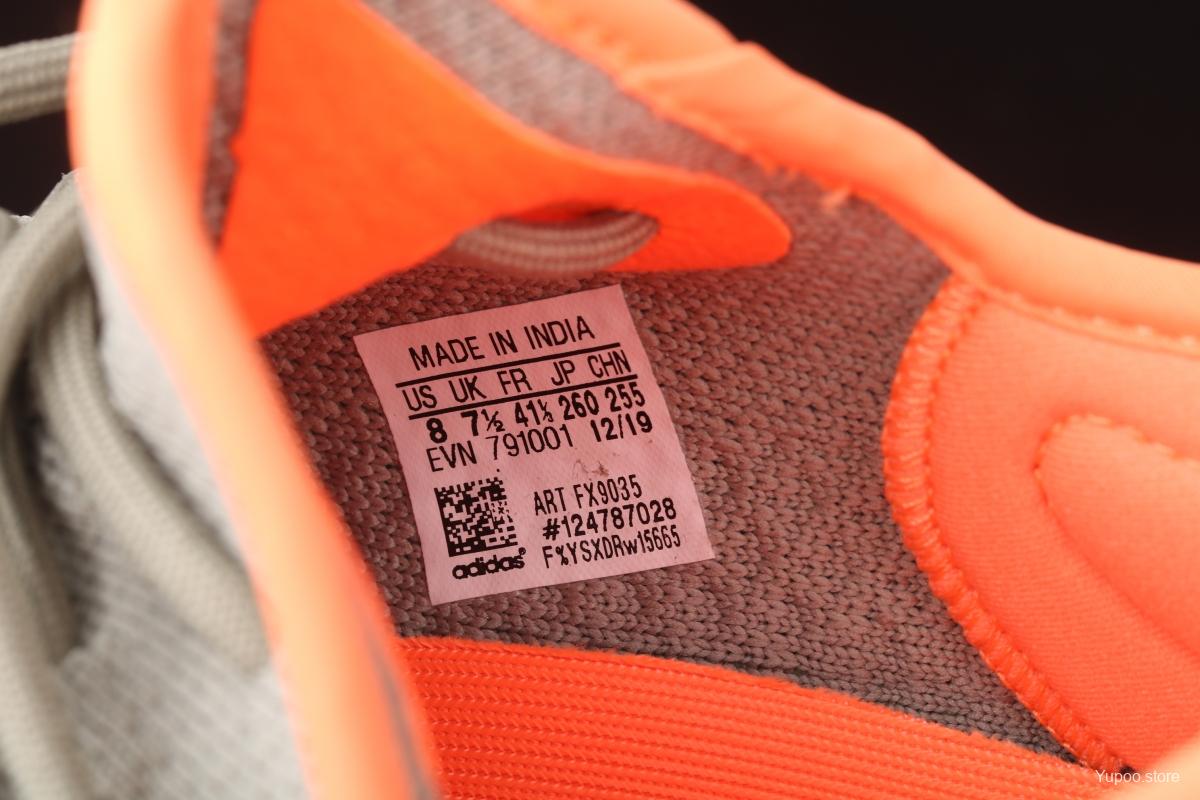 MADE IN INDIA
US UK FR JP CHN
8 7½ 41⅓ 260 255
EVN 791001 12/19
ART FX9035
#124787028
F%YSXDRw15665
adidas®
Yupoo.store